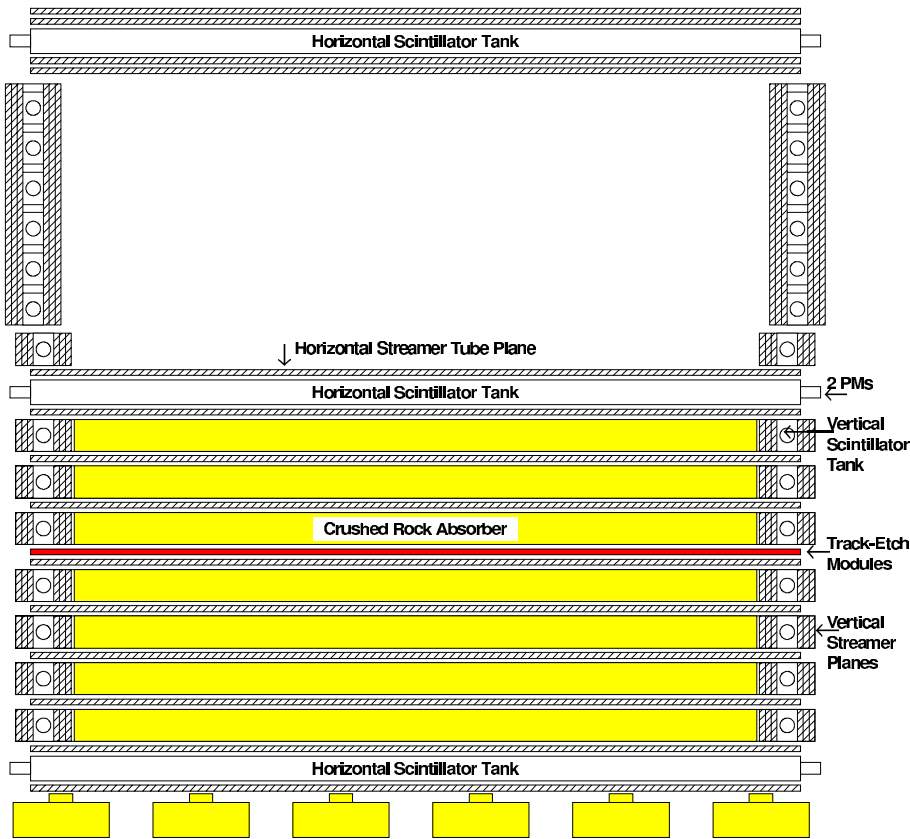 Horizontal Scintillator Tank
Horizontal Streamer Tube Plane
Horizontal Scintillator Tank
2 PMs
Vertical
Scintillator
Tank
Crushed Rock Absorber
Track-Etch
Modules
Vertical
Streamer
Planes
Horizontal Scintillator Tank